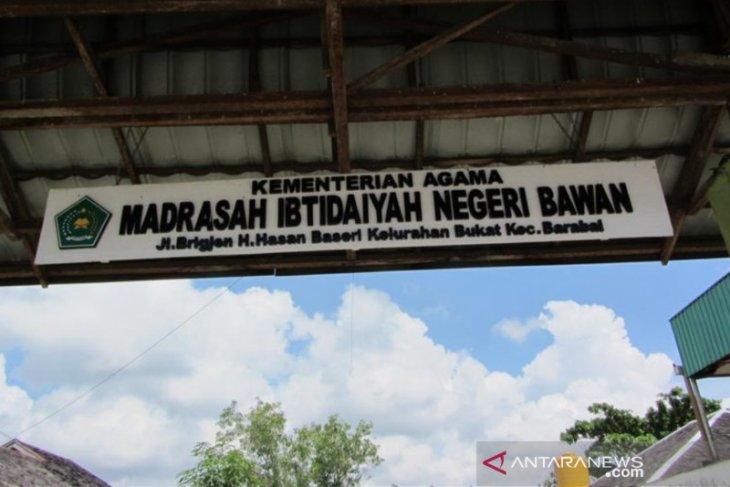 KEMENTERIAN AGAMA
MADRASAH IBTIDAIYAH NEGERI BAWAN
Jl.Brigjen H.Hasan Baseri Kelurahan Bukat Kec.Barabai
ANTARANEWS
.com